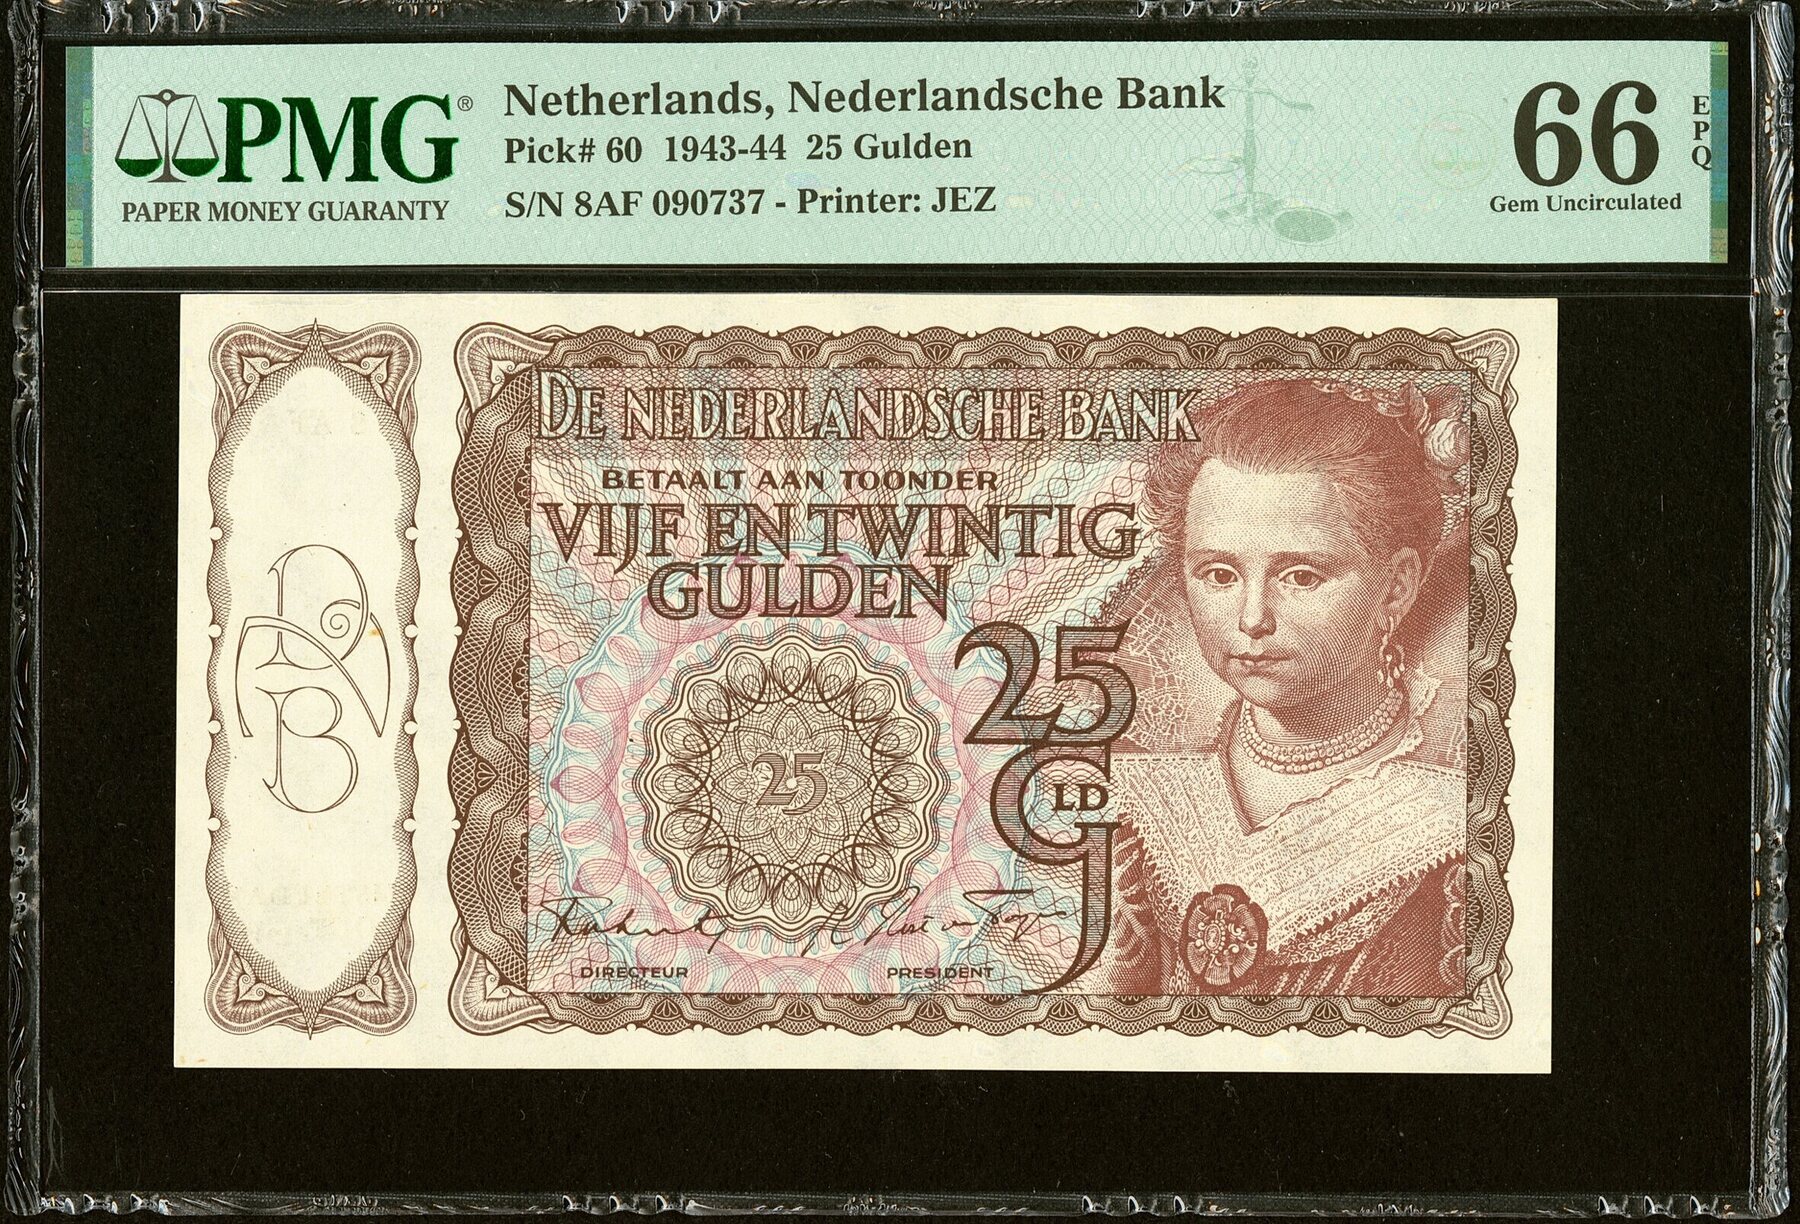 PMG®
PAPER MONEY GUARANTY
Netherlands, Nederlandsche Bank
Pick# 60 1943-44 25 Gulden
S/N 8AF 090737 - Printer: JEZ
66
EPQ
Gem Uncirculated
DE NEDERLANDSCHE BANK
BETAALT AAN TOONDER
VIJF EN TWINTIG
GULDEN
25
GLD
25
DNB
DIRECTEUR
PRESIDENT